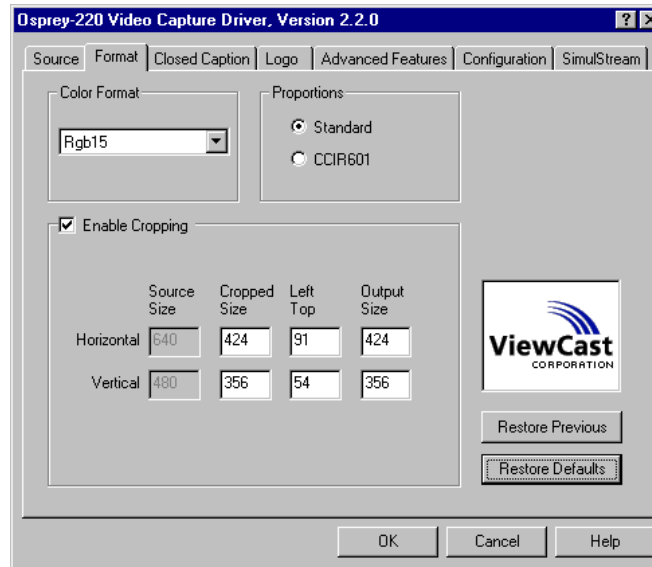 Osprey-220 Video Capture Driver, Version 2.2.0
Source Format Closed Caption Logo Advanced Features Configuration SimulStream
Color Format
Rgb15
Proportions
Standard
CCIR601
Enable Cropping
Source Size Cropped Size Left Top Output Size
Horizontal 640 424 91 424
Vertical 480 356 54 356
ViewCast
CORPORATION
Restore Previous
Restore Defaults
OK Cancel Help